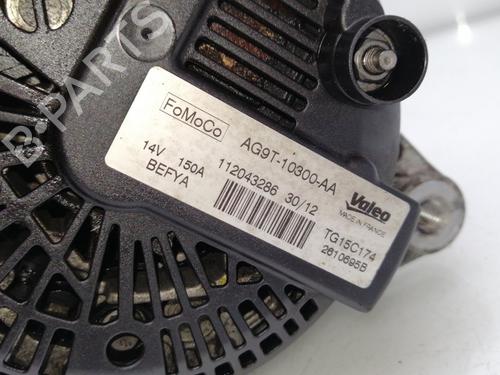 B-PARTS
FoMoCo
AG9T-10300-AA
14V 150A 112043286 30/12
BEFYA
Valeo
MADE IN FRANCE
TG15C174
2610695B